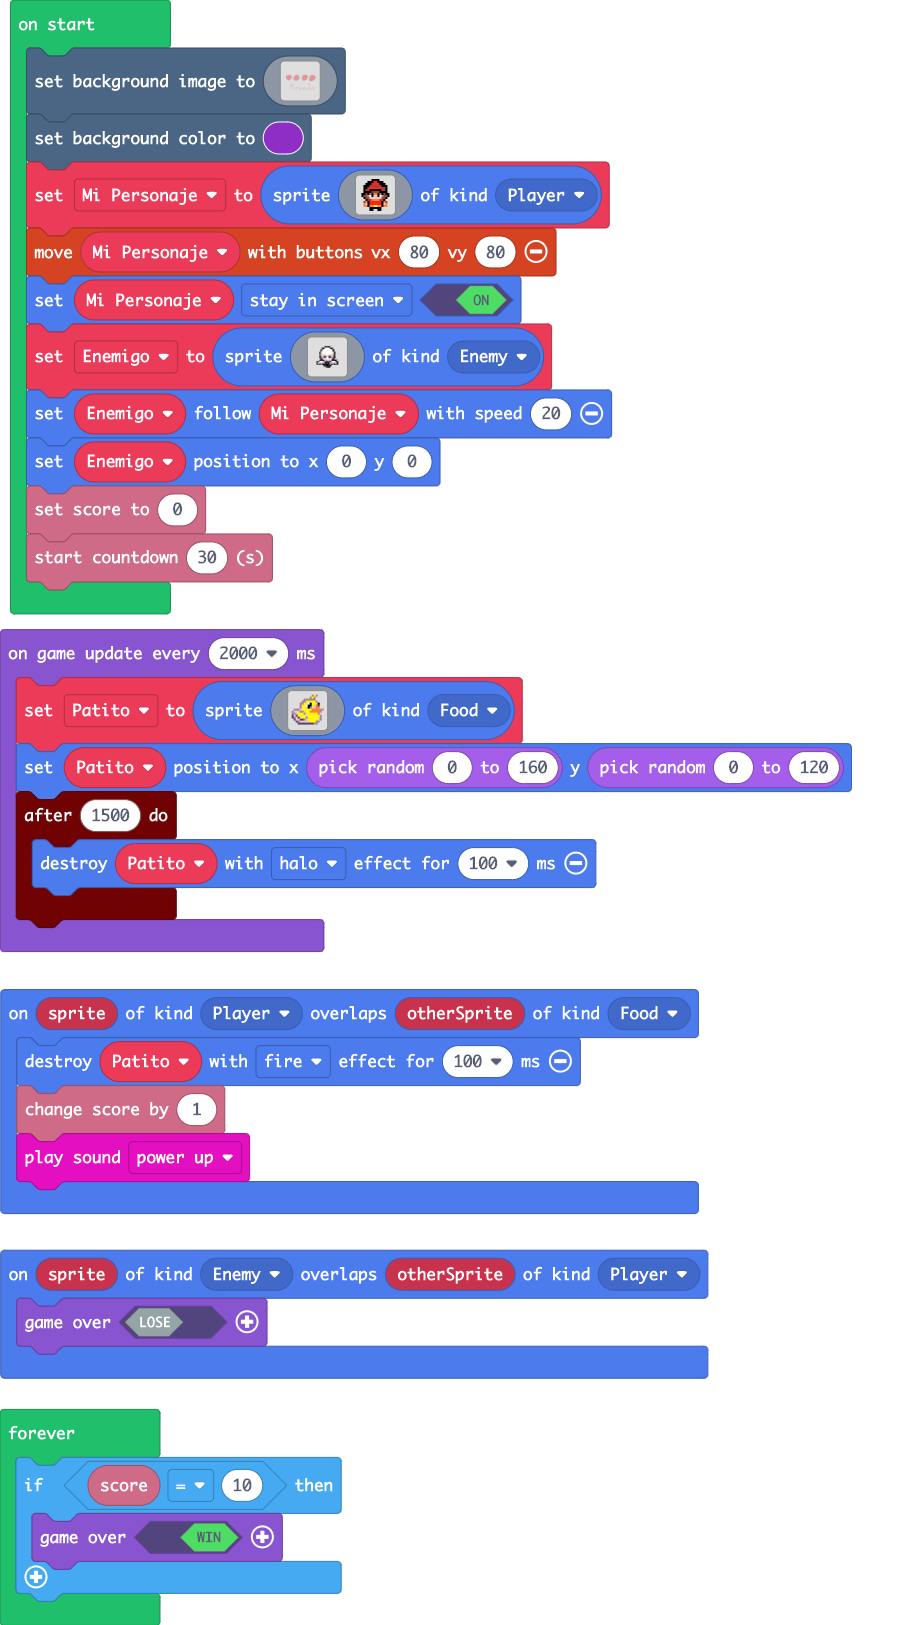 on start
set background image to
set background color to
set Mi Personaje to sprite of kind Player
move Mi Personaje with buttons vx 80 vy 80
set Mi Personaje stay in screen ON
set Enemigo to sprite of kind Enemy
set Enemigo follow Mi Personaje with speed 20
set Enemigo position to x 0 y 0
set score to 0
start countdown 30 (s)
on game update every 2000 ms
set Patito to sprite of kind Food
set Patito position to x pick random 0 to 160 y pick random 0 to 120
after 1500 do
destroy Patito with halo effect for 100 ms
on sprite of kind Player overlaps otherSprite of kind Food
destroy Patito with fire effect for 100 ms
change score by 1
play sound power up
on sprite of kind Enemy overlaps otherSprite of kind Player
game over LOSE
forever
if score = 10 then
game over WIN